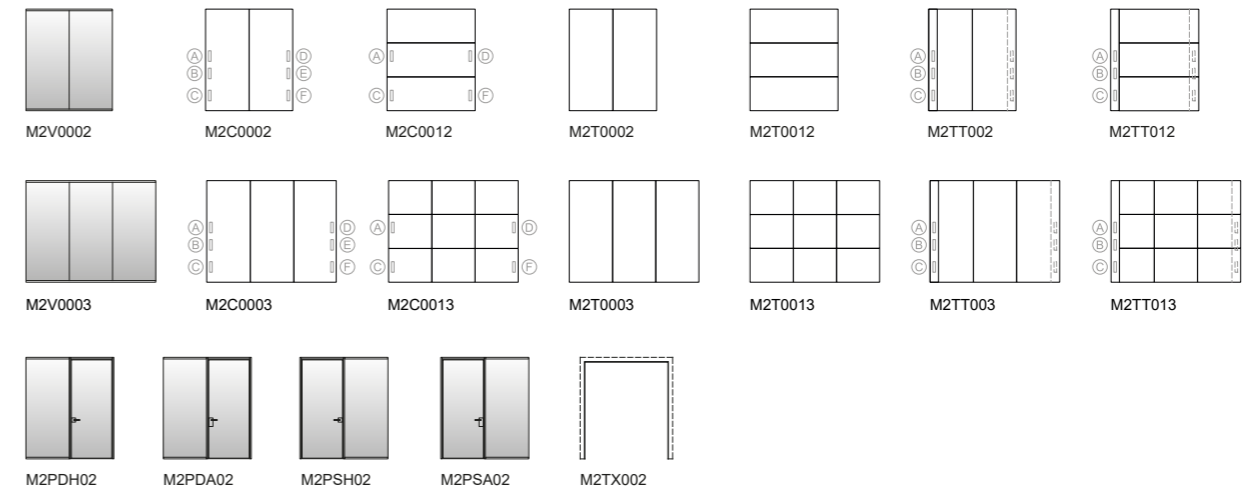 A D A D A A
B E B B
C F C F C C
M2V0002 M2C0002 M2C0012 M2T0002 M2T0012 M2TT002 M2TT012
A D A D A A
B E B B
C F C F C C
M2V0003 M2C0003 M2C0013 M2T0003 M2T0013 M2TT003 M2TT013
M2PDH02 M2PDA02 M2PSH02 M2PSA02 M2TX002